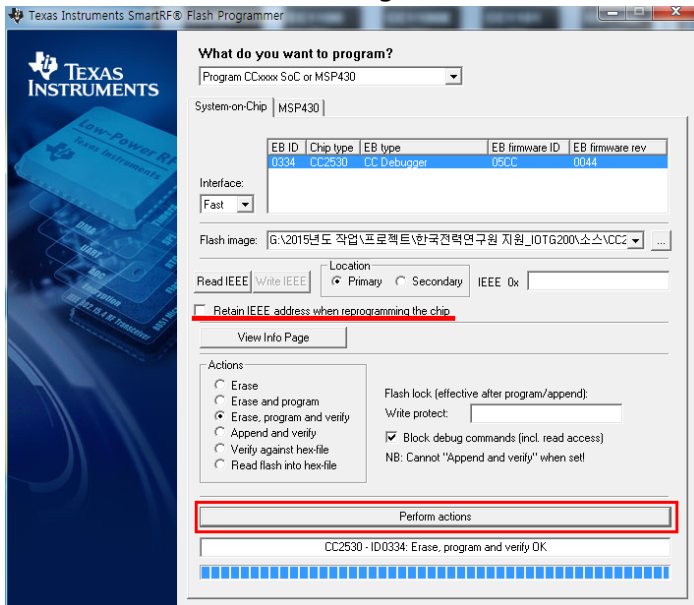 Texas Instruments SmartRF® Flash Programmer
TEXAS
INSTRUMENTS
Low-Power RF
Texas Instruments
What do you want to program?
Program CCxxxx SoC or MSP430
System-on-Chip MSP430
EB ID Chip type EB type EB firmware ID EB firmware rev
0334 CC2530 CC Debugger 05CC 0044
Interface:
Fast
Flash image: G:\2015년도 작업\프로젝트\한국전력연구원 지원_IOTG200\소스\CC2 ...
Location
Read IEEE Write IEEE Primary Secondary IEEE 0x
Retain IEEE address when reprogramming the chip
View Info Page
Actions
Erase
Erase and program
Erase, program and verify
Append and verify
Verify against hex-file
Read flash into hex-file
Flash lock (effective after program/append):
Write protect:
Block debug commands (incl. read access)
NB: Cannot "Append and verify" when set!
Perform actions
CC2530 - ID0334: Erase, program and verify OK